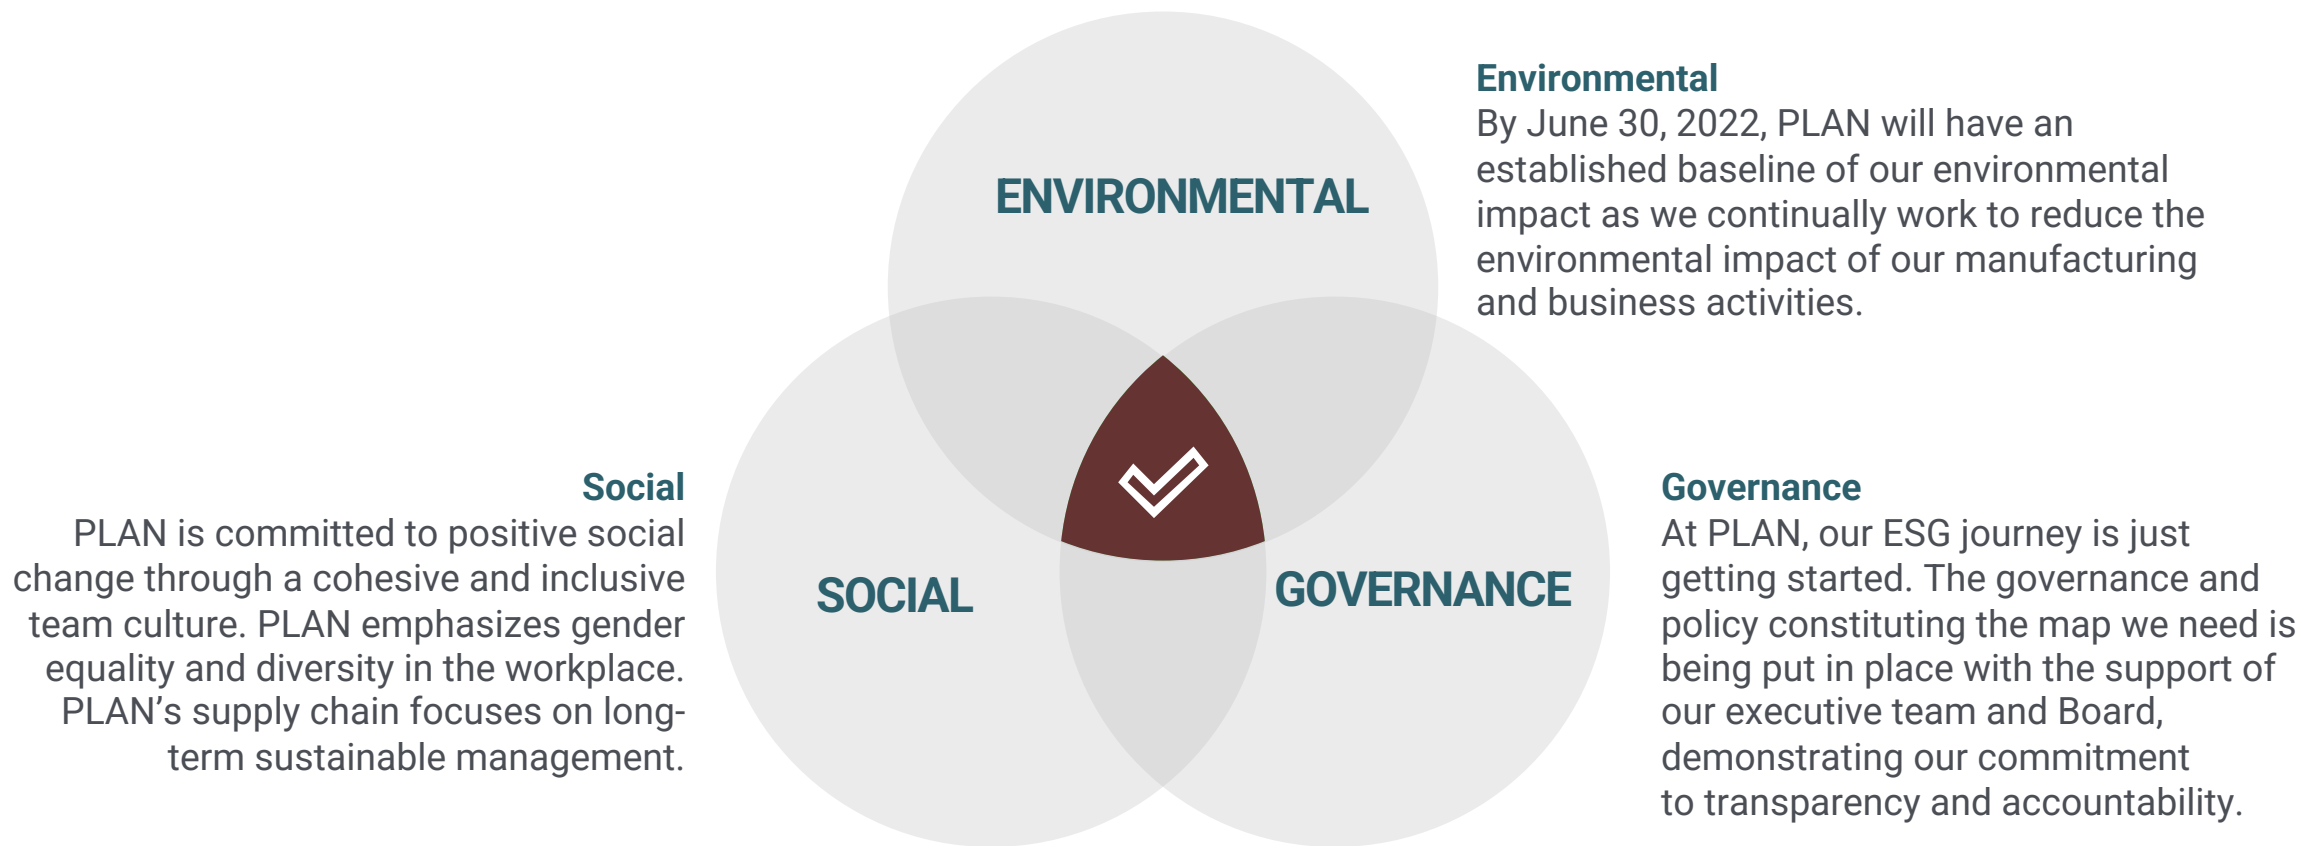 ENVIRONMENTAL
Environmental
By June 30, 2022, PLAN will have an
established baseline of our environmental
impact as we continually work to reduce the
environmental impact of our manufacturing
and business activities.
Social
PLAN is committed to positive social
change through a cohesive and inclusive
team culture. PLAN emphasizes gender
equality and diversity in the workplace.
PLAN’s supply chain focuses on long-
term sustainable management.
SOCIAL
GOVERNANCE
Governance
At PLAN, our ESG journey is just
getting started. The governance and
policy constituting the map we need is
being put in place with the support of
our executive team and Board,
demonstrating our commitment
to transparency and accountability.